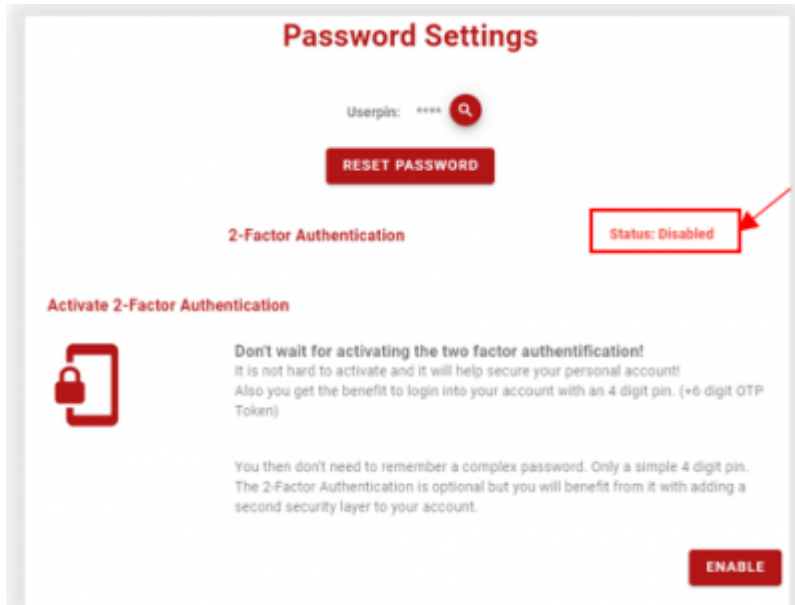 Password Settings
Userpin: ****
RESET PASSWORD
2-Factor Authentication
Status: Disabled
Activate 2-Factor Authentication
Don't wait for activating the two factor authentification!
It is not hard to activate and it will help secure your personal account!
Also you get the benefit to login into your account with an 4 digit pin. (+6 digit OTP
Token)
You then don't need to remember a complex password. Only a simple 4 digit pin.
The 2-Factor Authentication is optional but you will benefit from it with adding a
second security layer to your account.
ENABLE